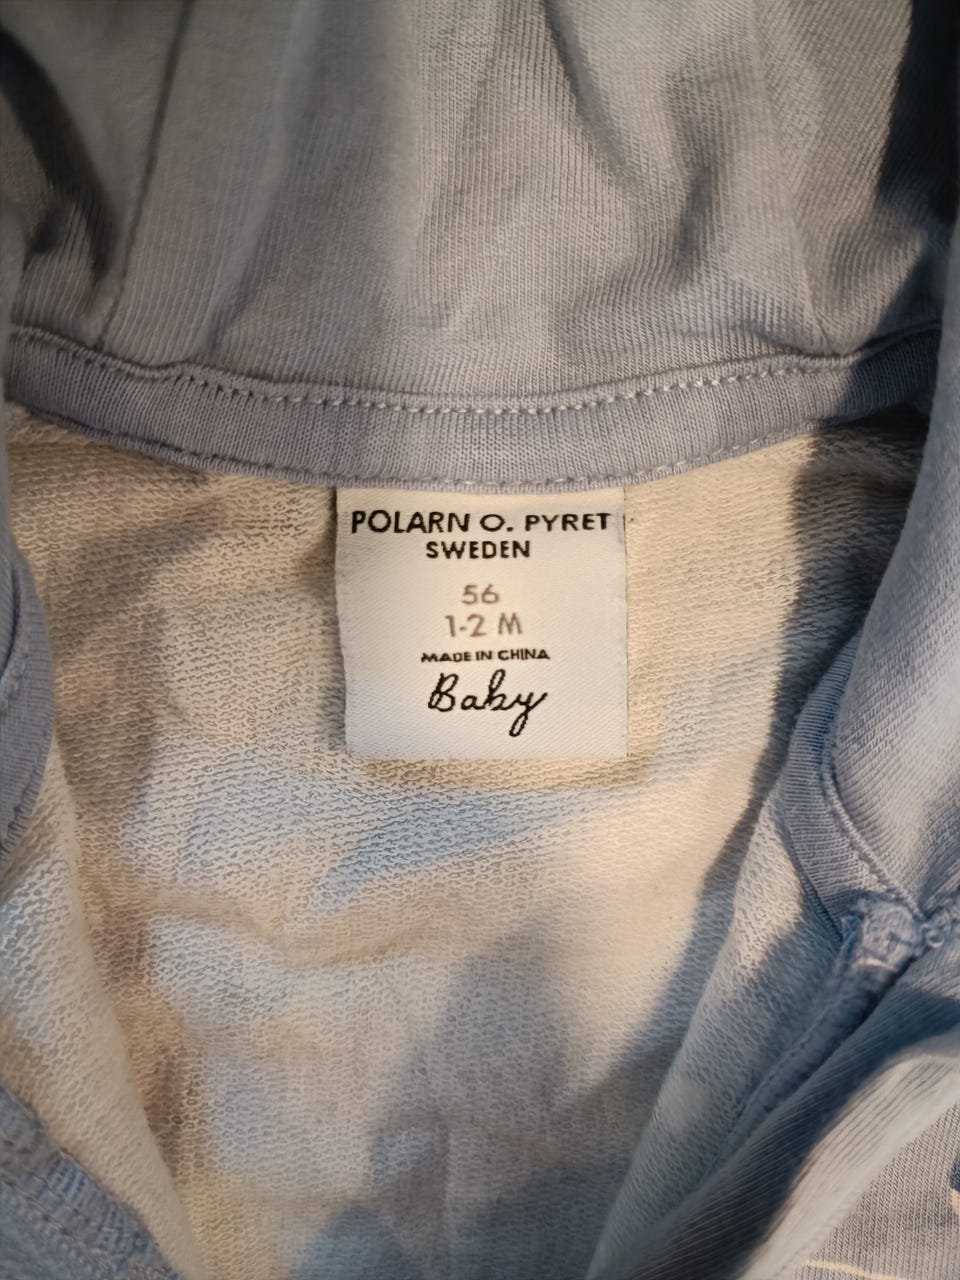 POLARN O. PYRET
SWEDEN
56
1-2 M
MADE IN CHINA
Baby